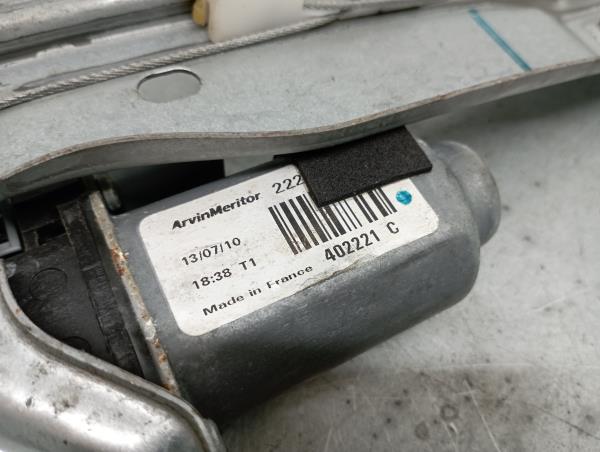 ArvinMeritor 222
13/07/10
18:38 T1
402221 C
Made in France